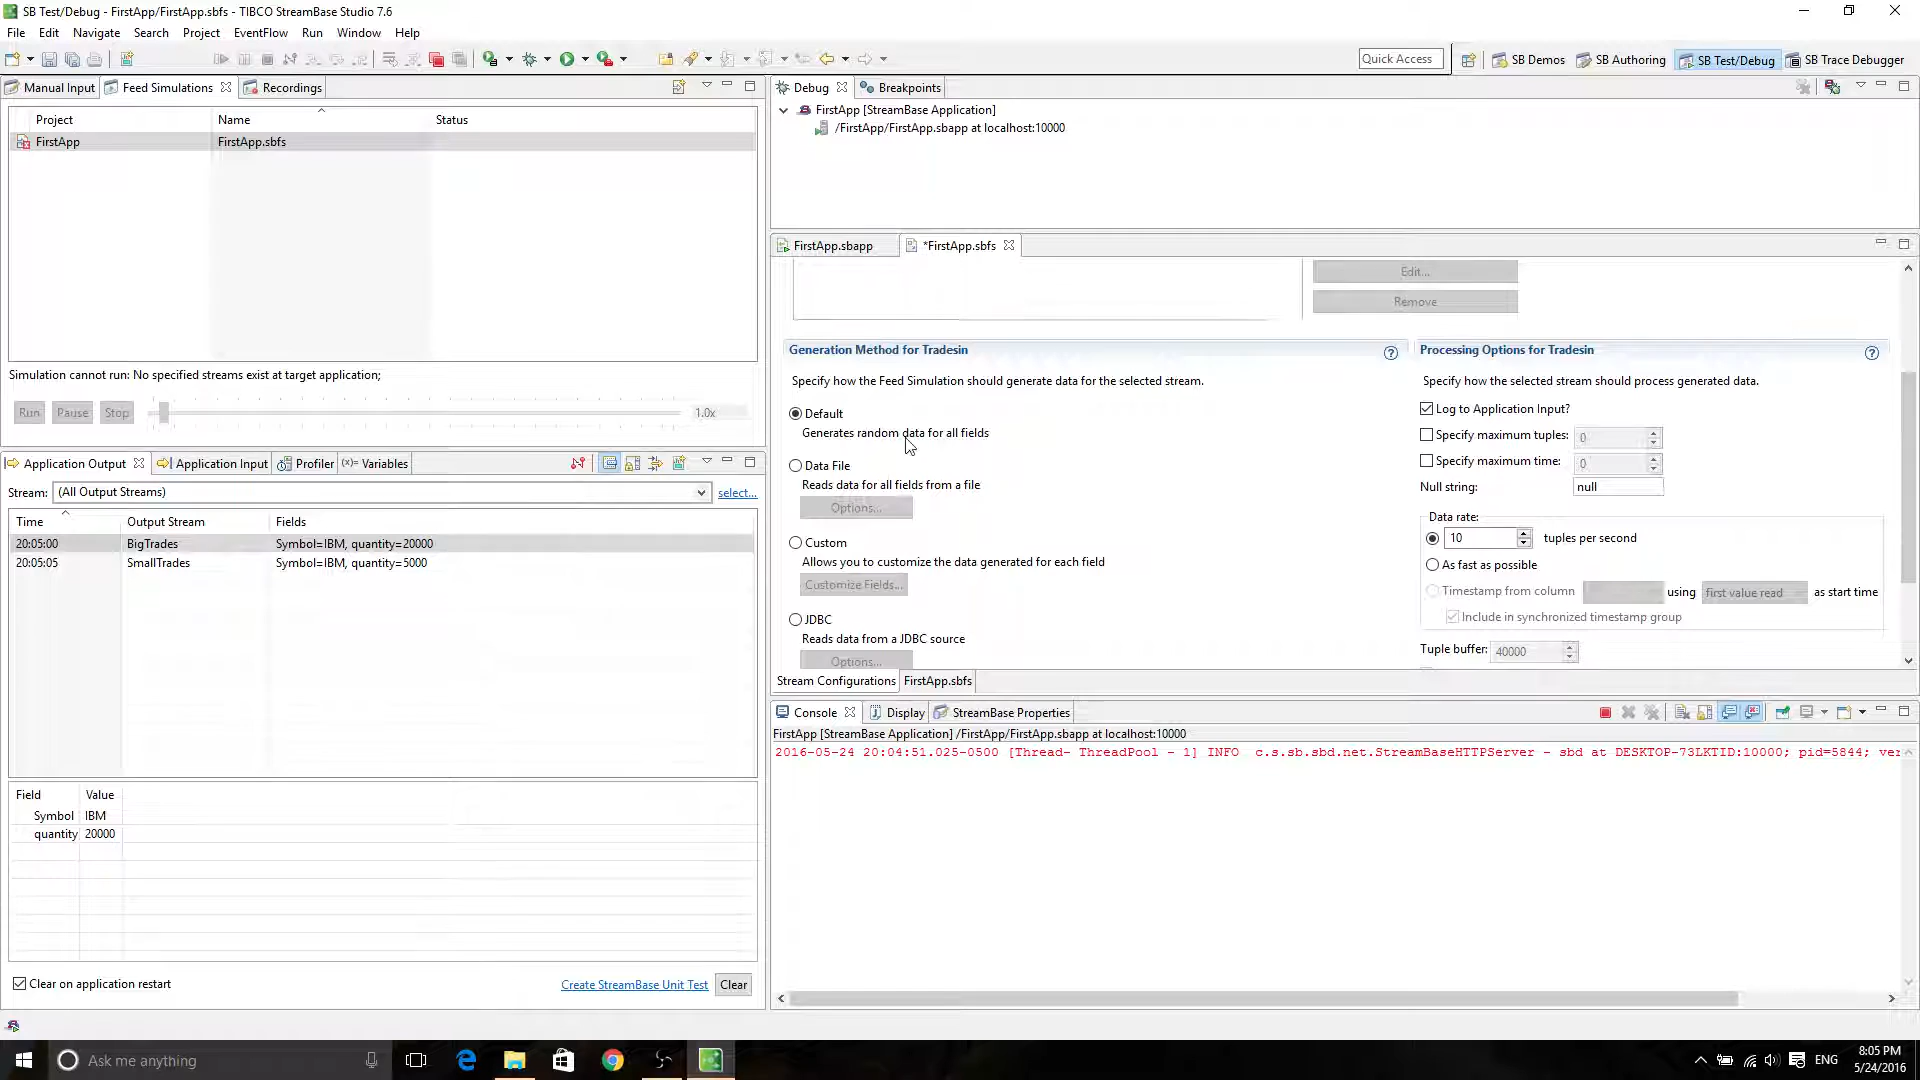 SB Test/Debug - FirstApp/FirstApp.sbfs - TIBCO StreamBase Studio 7.6
File Edit Navigate Search Project EventFlow Run Window Help
Quick Access SB Demos SB Authoring SB Test/Debug SB Trace Debugger
Manual Input Feed Simulations Recordings
Project Name Status
FirstApp FirstApp.sbfs
Simulation cannot run: No specified streams exist at target application;
Run Pause Stop 1.0x
Application Output Application Input Profiler (x)= Variables
Stream: (All Output Streams) select...
Time Output Stream Fields
20:05:00 BigTrades Symbol=IBM, quantity=20000
20:05:05 SmallTrades Symbol=IBM, quantity=5000
Field Value
Symbol IBM
quantity 20000
Clear on application restart Create StreamBase Unit Test Clear
Debug Breakpoints
FirstApp [StreamBase Application]
/FirstApp/FirstApp.sbapp at localhost:10000
FirstApp.sbapp *FirstApp.sbfs
Edit...
Remove
Generation Method for Tradesin
Specify how the Feed Simulation should generate data for the selected stream.
Default
Generates random data for all fields
Data File
Reads data for all fields from a file
Options...
Custom
Allows you to customize the data generated for each field
Customize Fields...
JDBC
Reads data from a JDBC source
Options...
Processing Options for Tradesin
Specify how the selected stream should process generated data.
Log to Application Input?
Specify maximum tuples: 0
Specify maximum time: 0
Null string: null
Data rate:
10 tuples per second
As fast as possible
Timestamp from column using first value read as start time
Include in synchronized timestamp group
Tuple buffer: 40000
Stream Configurations FirstApp.sbfs
Console Display StreamBase Properties
FirstApp [StreamBase Application] /FirstApp/FirstApp.sbapp at localhost:10000
2016-05-24 20:04:51.025-0500 [Thread- ThreadPool - 1] INFO c.s.sb.sbd.net.StreamBaseHTTPServer - sbd at DESKTOP-73LKTID:10000; pid=5844; ver
Ask me anything
ENG
8:05 PM
5/24/2016